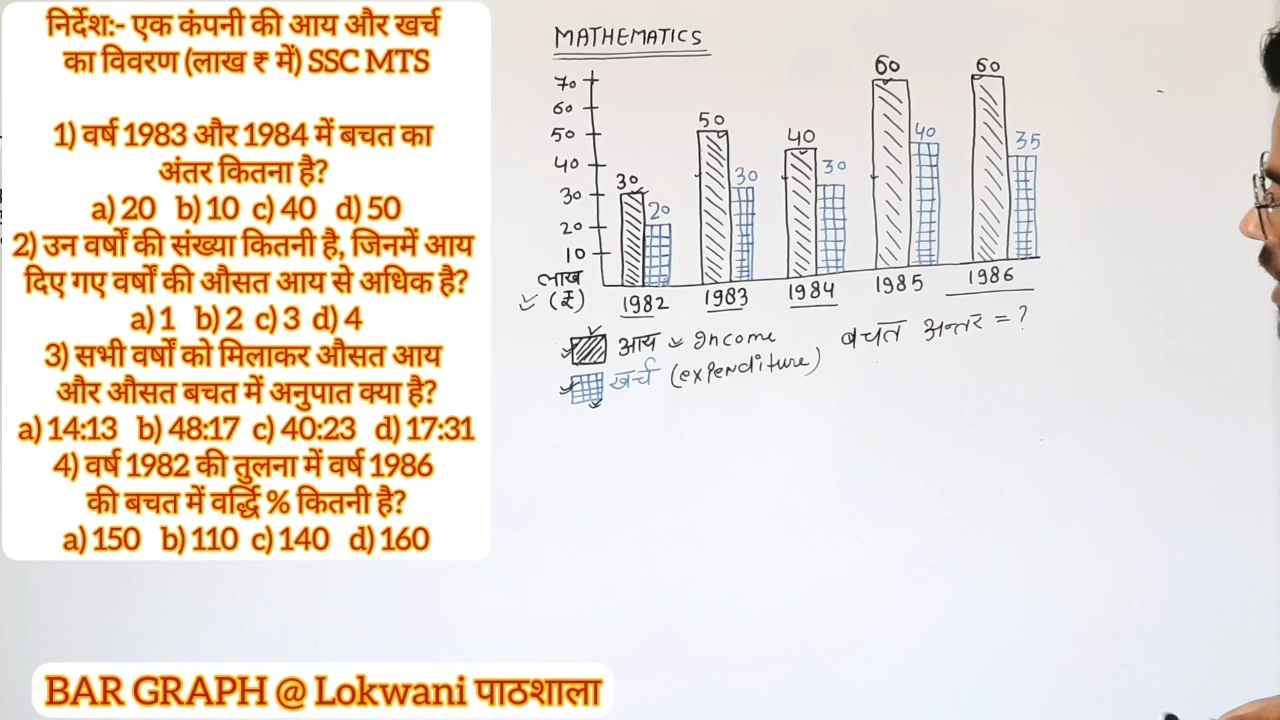 निर्देश:- एक कंपनी की आय और खर्च
का विवरण (लाख ₹ में) SSC MTS
1) वर्ष 1983 और 1984 में बचत का
अंतर कितना है?
a) 20 b) 10 c) 40 d) 50
2) उन वर्षों की संख्या कितनी है, जिनमें आय
दिए गए वर्षों की औसत आय से अधिक है?
a) 1 b) 2 c) 3 d) 4
3) सभी वर्षों को मिलाकर औसत आय
और औसत बचत में अनुपात क्या है?
a) 14:13 b) 48:17 c) 40:23 d) 17:31
4) वर्ष 1982 की तुलना में वर्ष 1986
की बचत में वर्द्धि % कितनी है?
a) 150 b) 110 c) 140 d) 160
MATHEMATICS
70
60
50
40
30
20
10
लाख
(₹)
30 20 50 30 40 30 60 40 60 35
1982 1983 1984 1985 1986
आय Income
खर्च (expenditure)
बचत अन्तर = ?
BAR GRAPH @ Lokwani पाठशाला